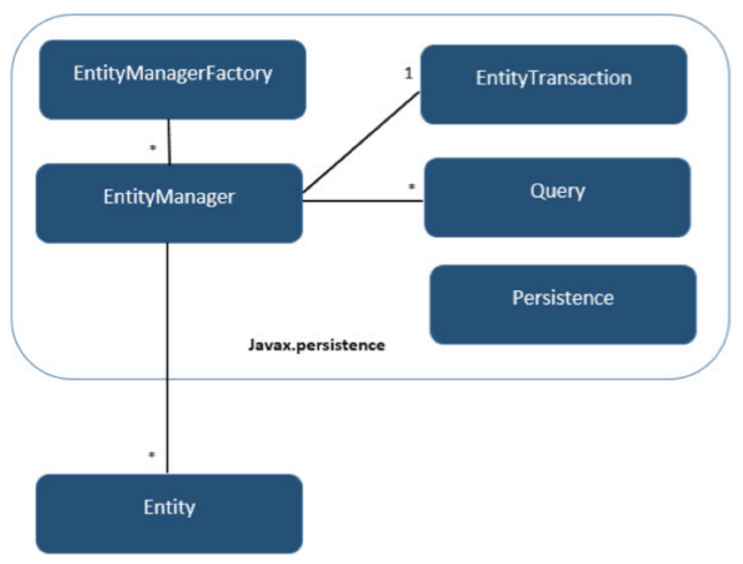 EntityManagerFactory
1
EntityTransaction
*
EntityManager
*
Query
Persistence
Javax.persistence
*
Entity